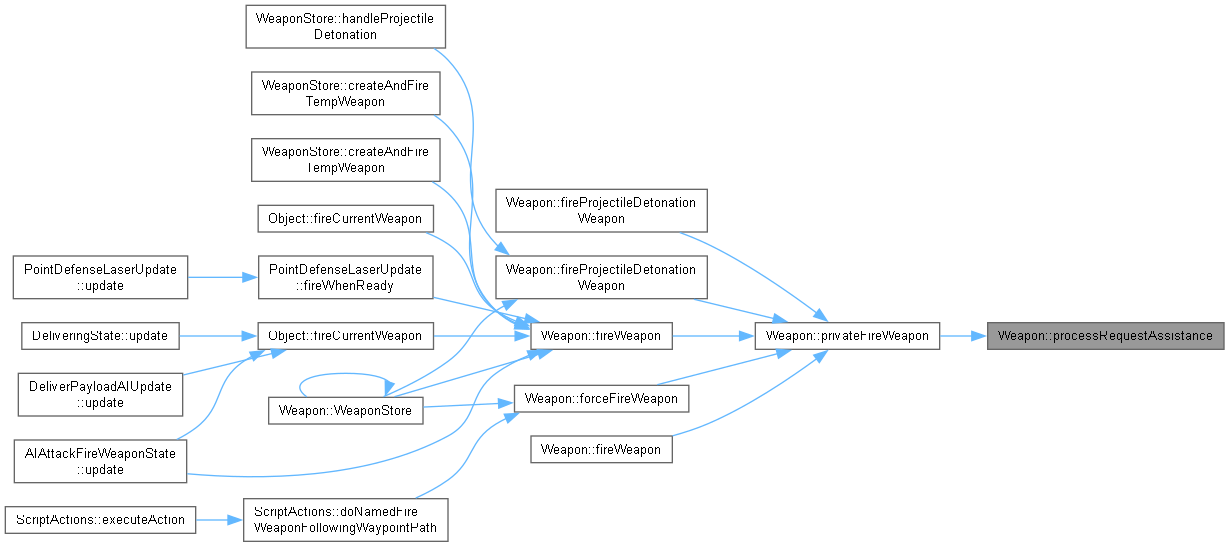 WeaponStore::handleProjectile
Detonation
WeaponStore::createAndFire
TempWeapon
WeaponStore::createAndFire
TempWeapon
Object::fireCurrentWeapon
PointDefenseLaserUpdate
::update
PointDefenseLaserUpdate
::fireWhenReady
DeliveringState::update
Object::fireCurrentWeapon
DeliverPayloadAIUpdate
::update
Weapon::WeaponStore
AIAttackFireWeaponState
::update
ScriptActions::executeAction
ScriptActions::doNamedFire
WeaponFollowingWaypointPath
Weapon::fireProjectileDetonation
Weapon
Weapon::fireProjectileDetonation
Weapon
Weapon::fireWeapon
Weapon::forceFireWeapon
Weapon::fireWeapon
Weapon::privateFireWeapon
Weapon::processRequestAssistance